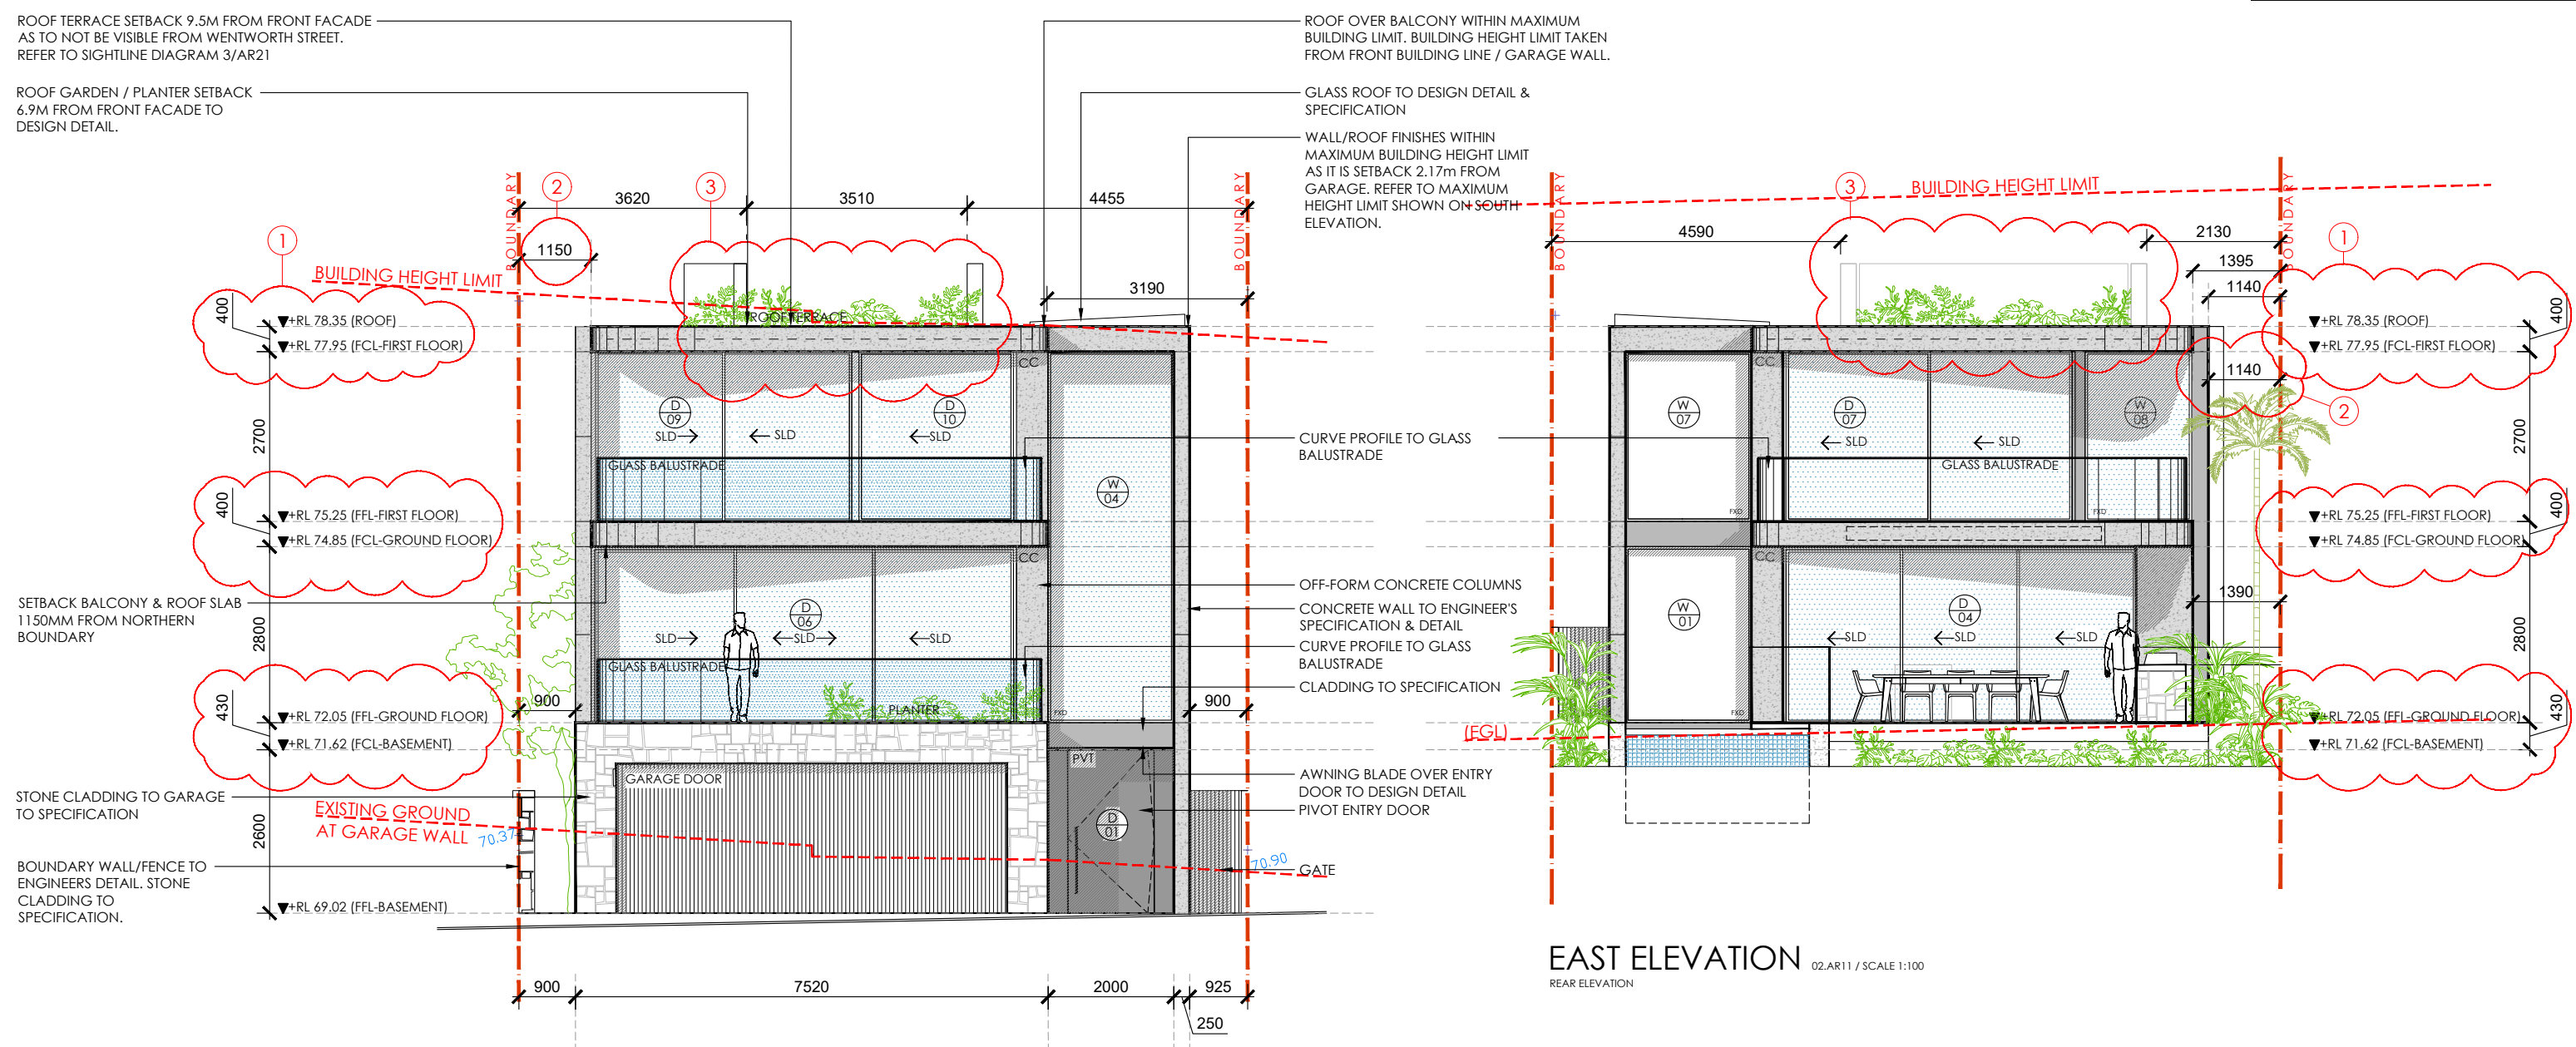 ROOF TERRACE SETBACK 9.5M FROM FRONT FACADE
AS TO NOT BE VISIBLE FROM WENTWORTH STREET.
REFER TO SIGHTLINE DIAGRAM 3/AR21
ROOF GARDEN / PLANTER SETBACK
6.9M FROM FRONT FACADE TO
DESIGN DETAIL.
ROOF OVER BALCONY WITHIN MAXIMUM
BUILDING LIMIT. BUILDING HEIGHT LIMIT TAKEN
FROM FRONT BUILDING LINE / GARAGE WALL.
GLASS ROOF TO DESIGN DETAIL &
SPECIFICATION
WALL/ROOF FINISHES WITHIN
MAXIMUM BUILDING HEIGHT LIMIT
AS IT IS SETBACK 2.17m FROM
GARAGE. REFER TO MAXIMUM
HEIGHT LIMIT SHOWN ON SOUTH
ELEVATION.
BOUNDARY
2
3
BOUNDARY
3620
3510
4455
1150
3190
1
BUILDING HEIGHT LIMIT
400
+RL 78.35 (ROOF)
+RL 77.95 (FCL-FIRST FLOOR)
2700
400
+RL 75.25 (FFL-FIRST FLOOR)
+RL 74.85 (FCL-GROUND FLOOR)
2800
430
+RL 72.05 (FFL-GROUND FLOOR)
+RL 71.62 (FCL-BASEMENT)
2600
+RL 69.02 (FFL-BASEMENT)
SETBACK BALCONY & ROOF SLAB
1150MM FROM NORTHERN
BOUNDARY
STONE CLADDING TO GARAGE
TO SPECIFICATION
BOUNDARY WALL/FENCE TO
ENGINEERS DETAIL. STONE
CLADDING TO
SPECIFICATION.
EXISTING GROUND
AT GARAGE WALL
70.37
70.90
ROOF TERRACE
CC
D
09
D
10
SLD
SLD
SLD
GLASS BALUSTRADE
W
04
CC
D
06
SLD
SLD
SLD
GLASS BALUSTRADE
PLANTER
FXD
900
900
GARAGE DOOR
PVT
D
01
900
7520
2000
925
250
CURVE PROFILE TO GLASS
BALUSTRADE
OFF-FORM CONCRETE COLUMNS
CONCRETE WALL TO ENGINEER'S
SPECIFICATION & DETAIL
CURVE PROFILE TO GLASS
BALUSTRADE
CLADDING TO SPECIFICATION
AWNING BLADE OVER ENTRY
DOOR TO DESIGN DETAIL
PIVOT ENTRY DOOR
GATE
BOUNDARY
3
BUILDING HEIGHT LIMIT
BOUNDARY
4590
2130
1
1395
1140
1140
2
W
07
CC
D
07
SLD
SLD
W
08
FXD
GLASS BALUSTRADE
FXD
W
01
CC
D
04
SLD
SLD
SLD
FXD
1390
(EGL)
400
+RL 78.35 (ROOF)
+RL 77.95 (FCL-FIRST FLOOR)
2700
400
+RL 75.25 (FFL-FIRST FLOOR)
+RL 74.85 (FCL-GROUND FLOOR)
2800
430
+RL 72.05 (FFL-GROUND FLOOR)
+RL 71.62 (FCL-BASEMENT)
EAST ELEVATION 02.AR11 / SCALE 1:100
REAR ELEVATION